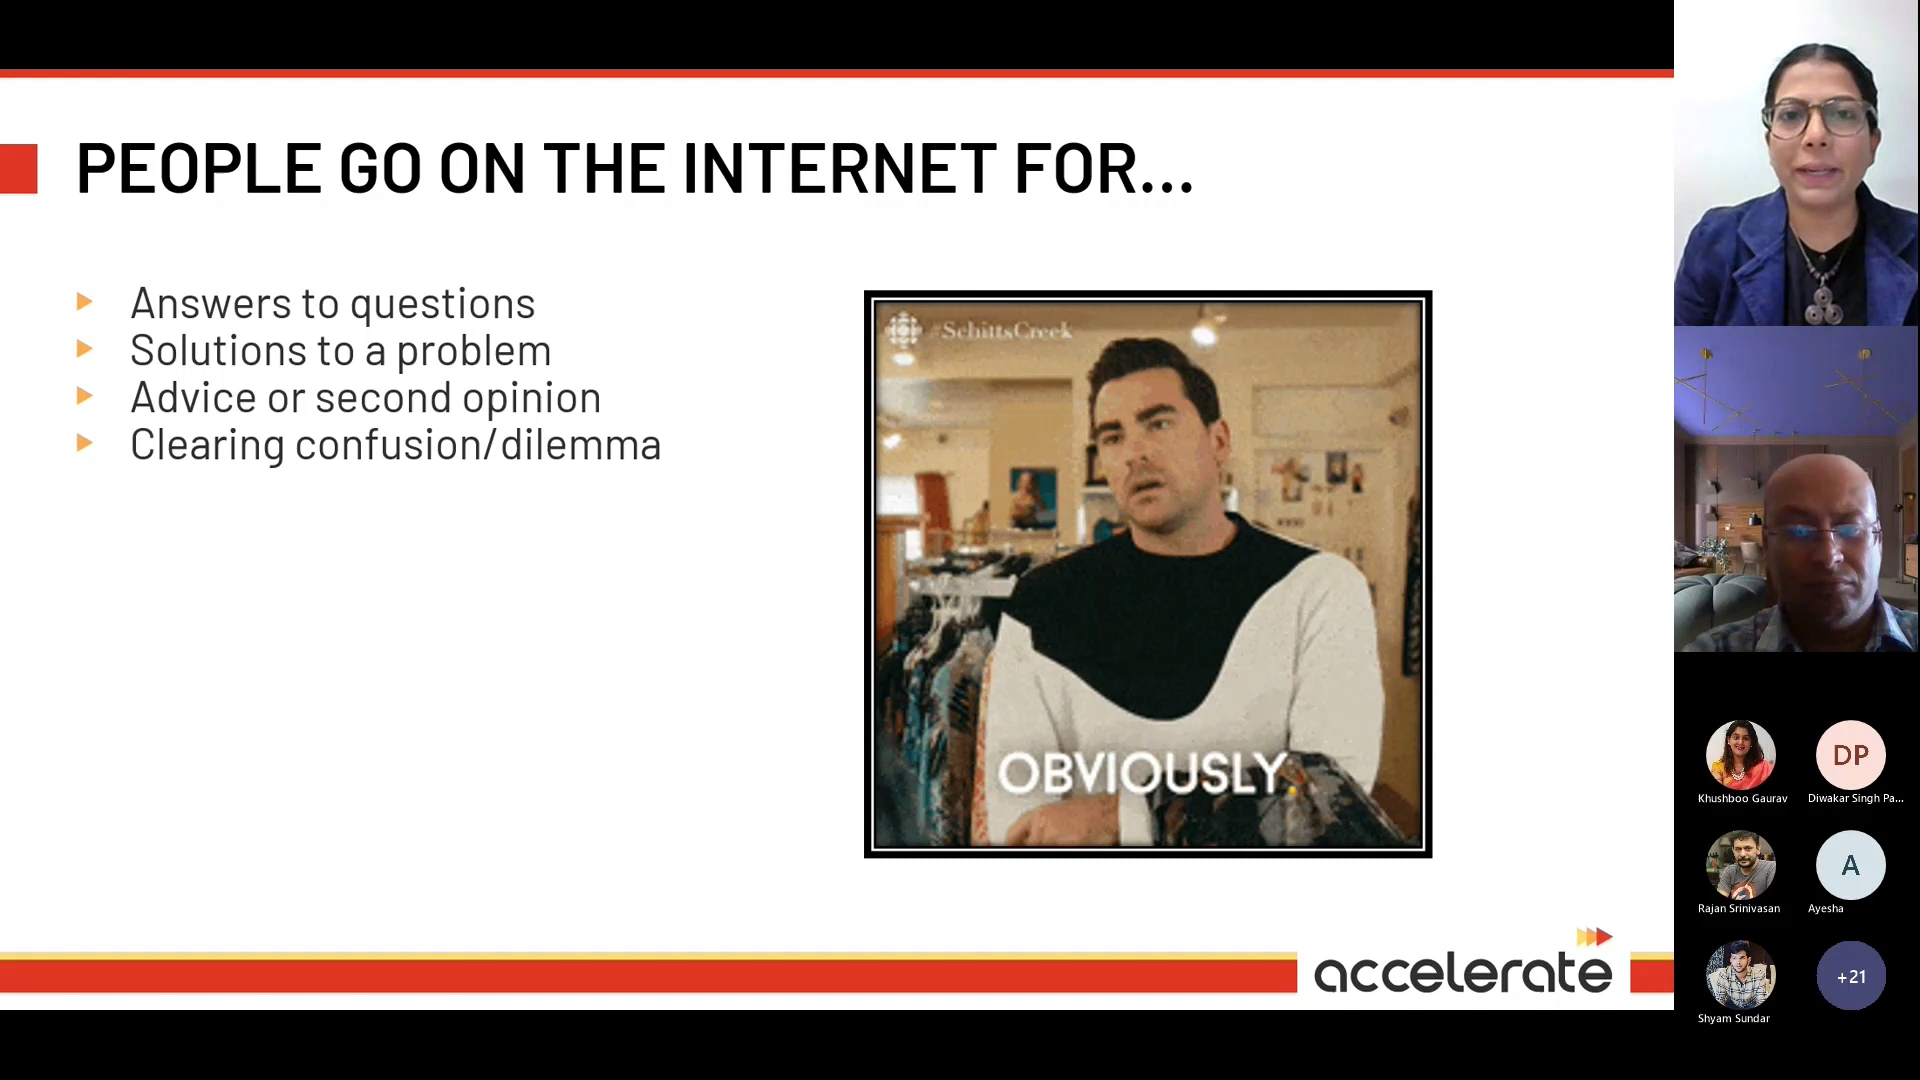 PEOPLE GO ON THE INTERNET FOR...
Answers to questions
Solutions to a problem
Advice or second opinion
Clearing confusion/dilemma
#SchittsCreek
OBVIOUSLY.
accelerate
DP
Khushboo Gaurav
Diwakar Singh Pa...
A
Rajan Srinivasan
Ayesha
+21
Shyam Sundar